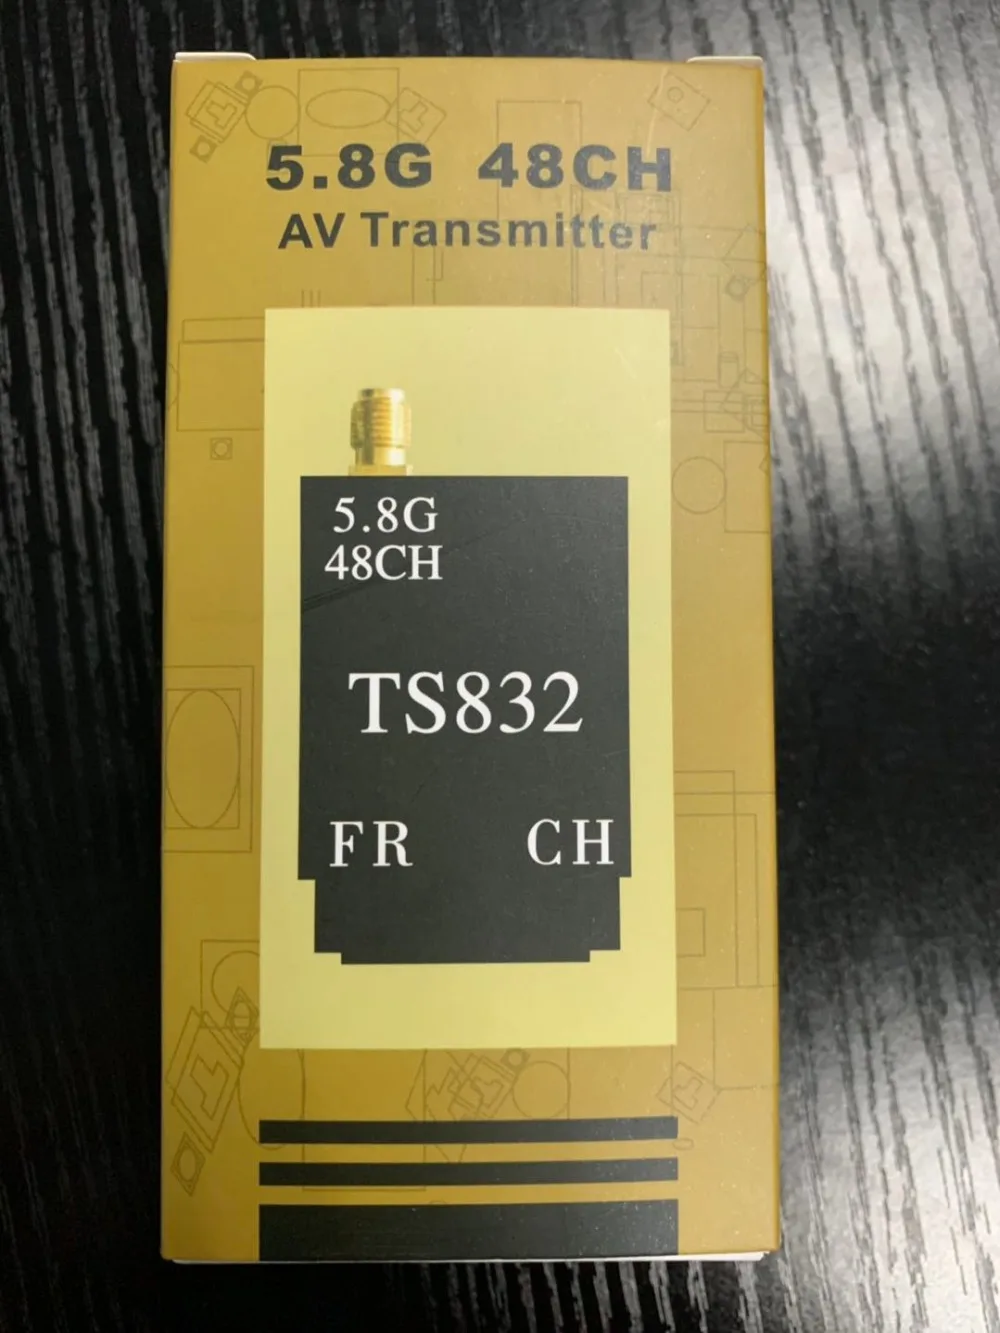 5.8G 48CH
AV Transmitter
5.8G
48CH
TS832
FR CH